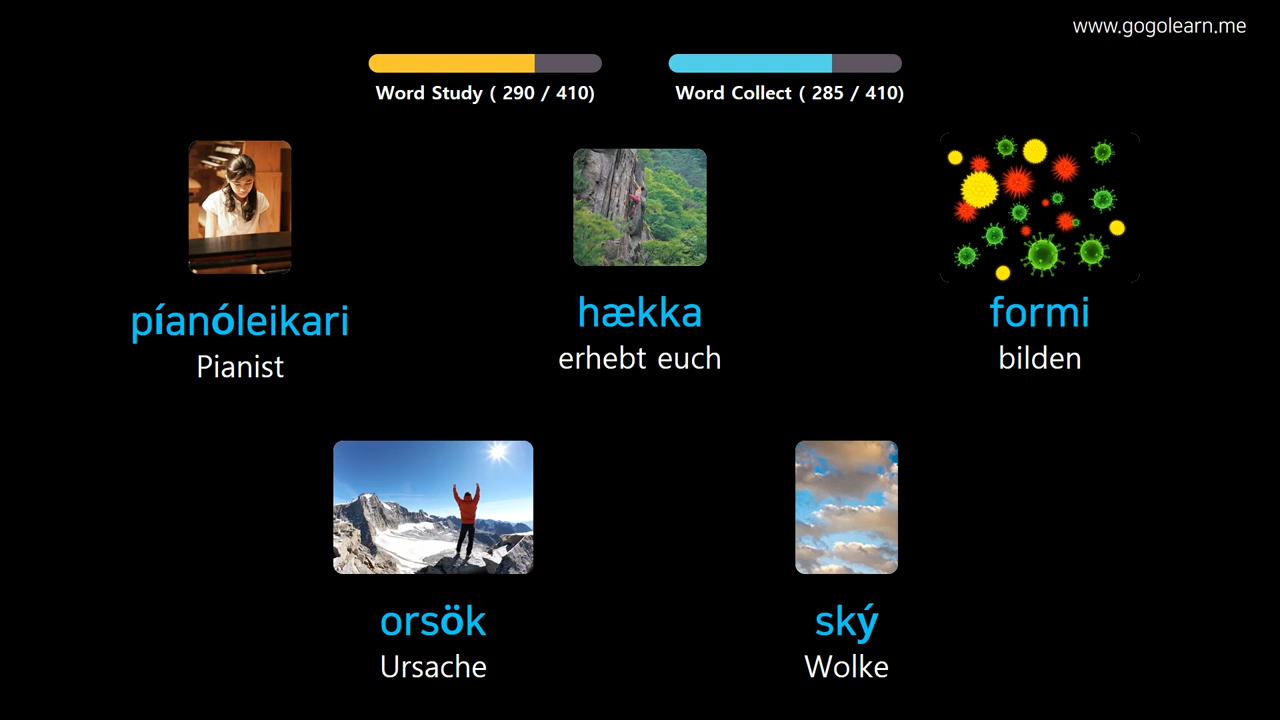 www.gogolearn.me
Word Study ( 290 / 410)
Word Collect ( 285 / 410)
píanóleikari
Pianist
hækka
erhebt euch
formi
bilden
orsök
Ursache
ský
Wolke